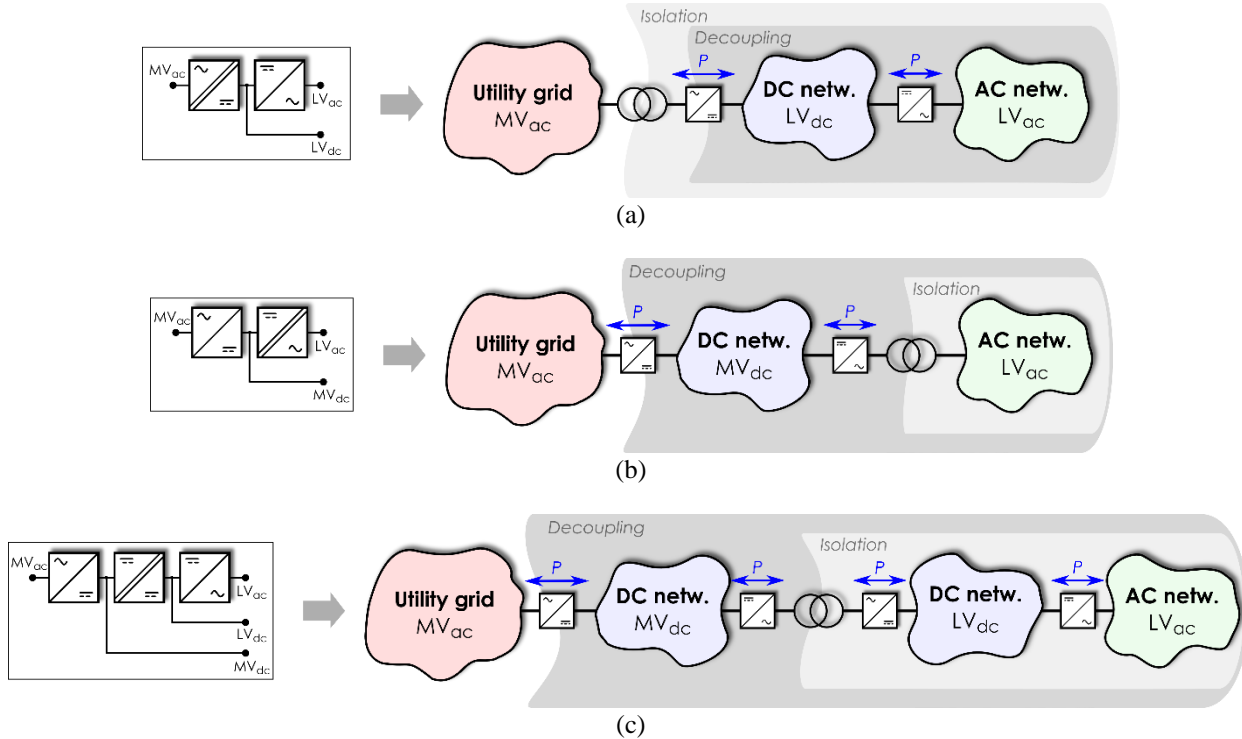 Isolation
Decoupling
MVac
LVac
LVdc
P
P
Utility grid
MVac
DC netw.
LVdc
AC netw.
LVac
(a)
Decoupling
Isolation
MVac
LVac
MVdc
P
P
Utility grid
MVac
DC netw.
MVdc
AC netw.
LVac
(b)
Decoupling
Isolation
MVac
LVac
LVdc
MVdc
P
P
P
P
Utility grid
MVac
DC netw.
MVdc
DC netw.
LVdc
AC netw.
LVac
(c)